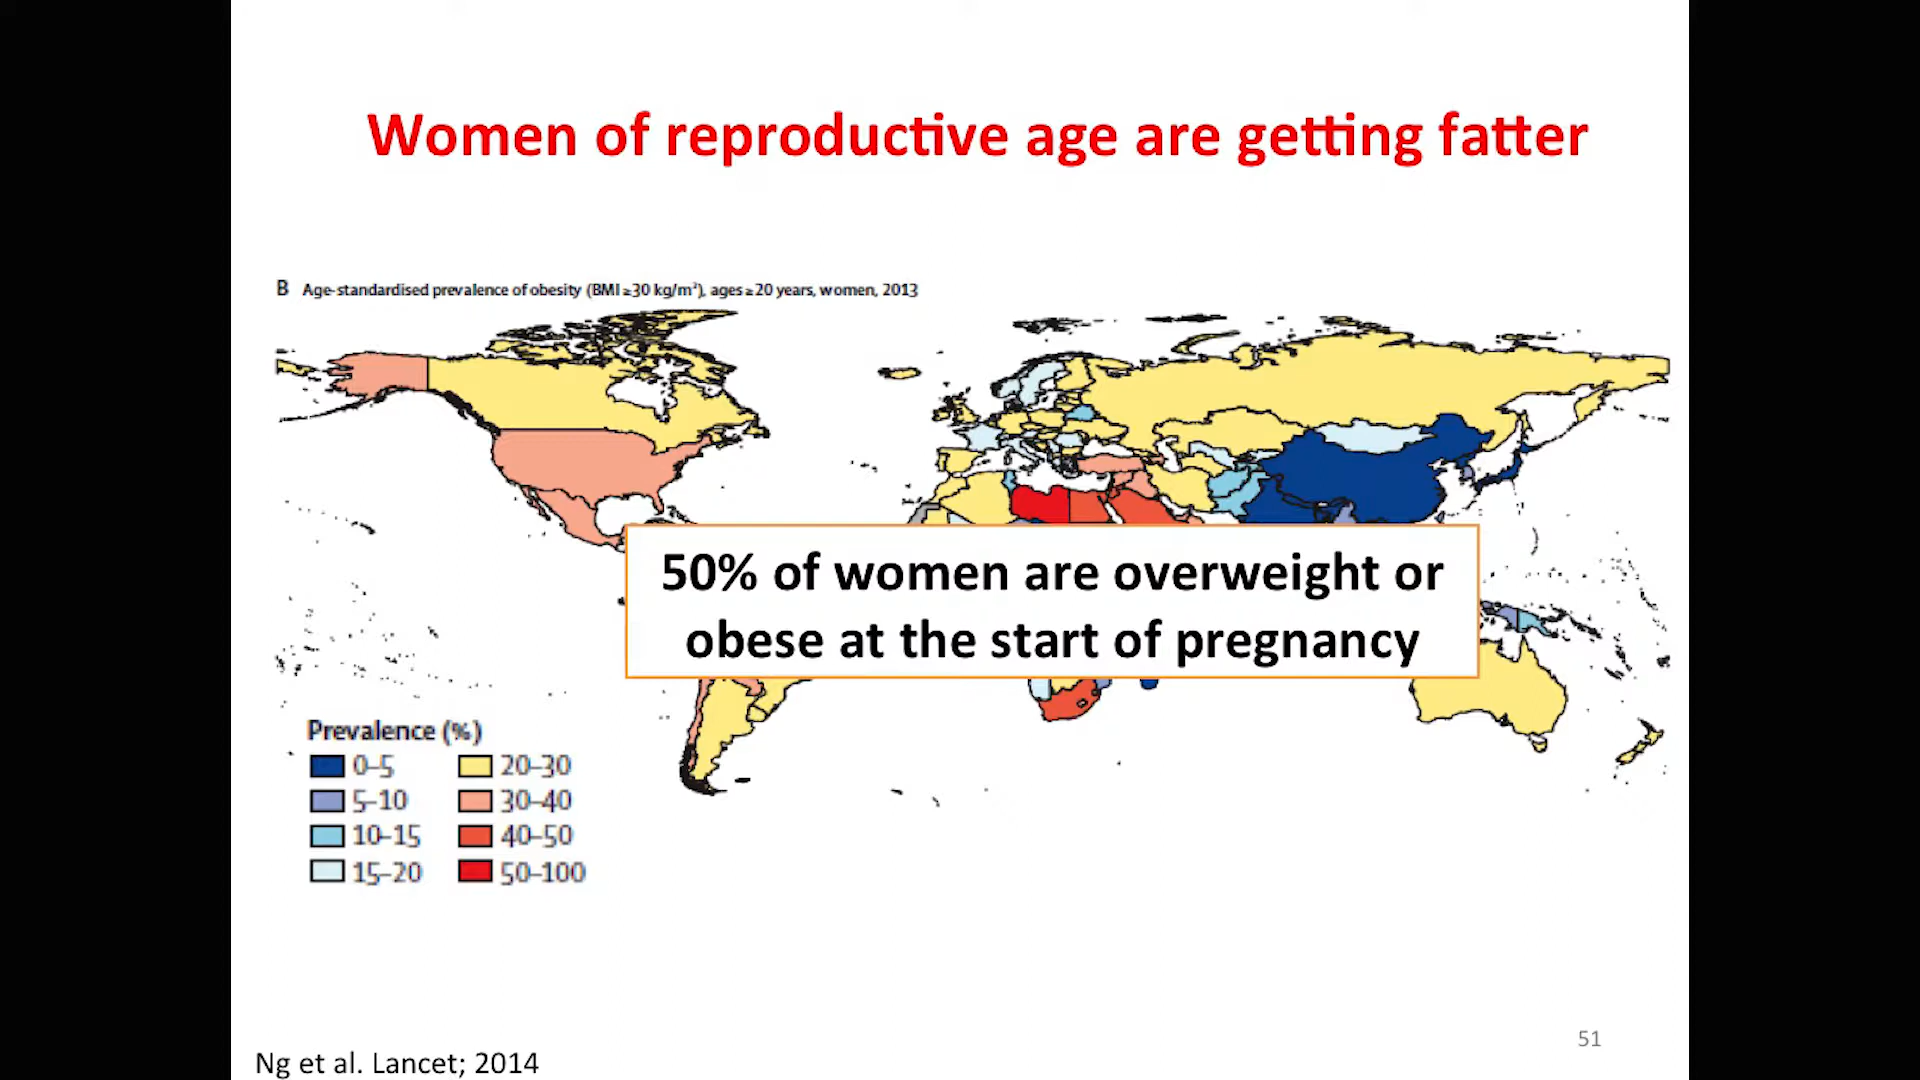 Women of reproductive age are getting fatter
B Age-standardised prevalence of obesity (BMI ≥30 kg/m²), ages ≥20 years, women, 2013
50% of women are overweight or
obese at the start of pregnancy
Prevalence (%)
0–5 20–30
5–10 30–40
10–15 40–50
15–20 50–100
51
Ng et al. Lancet; 2014